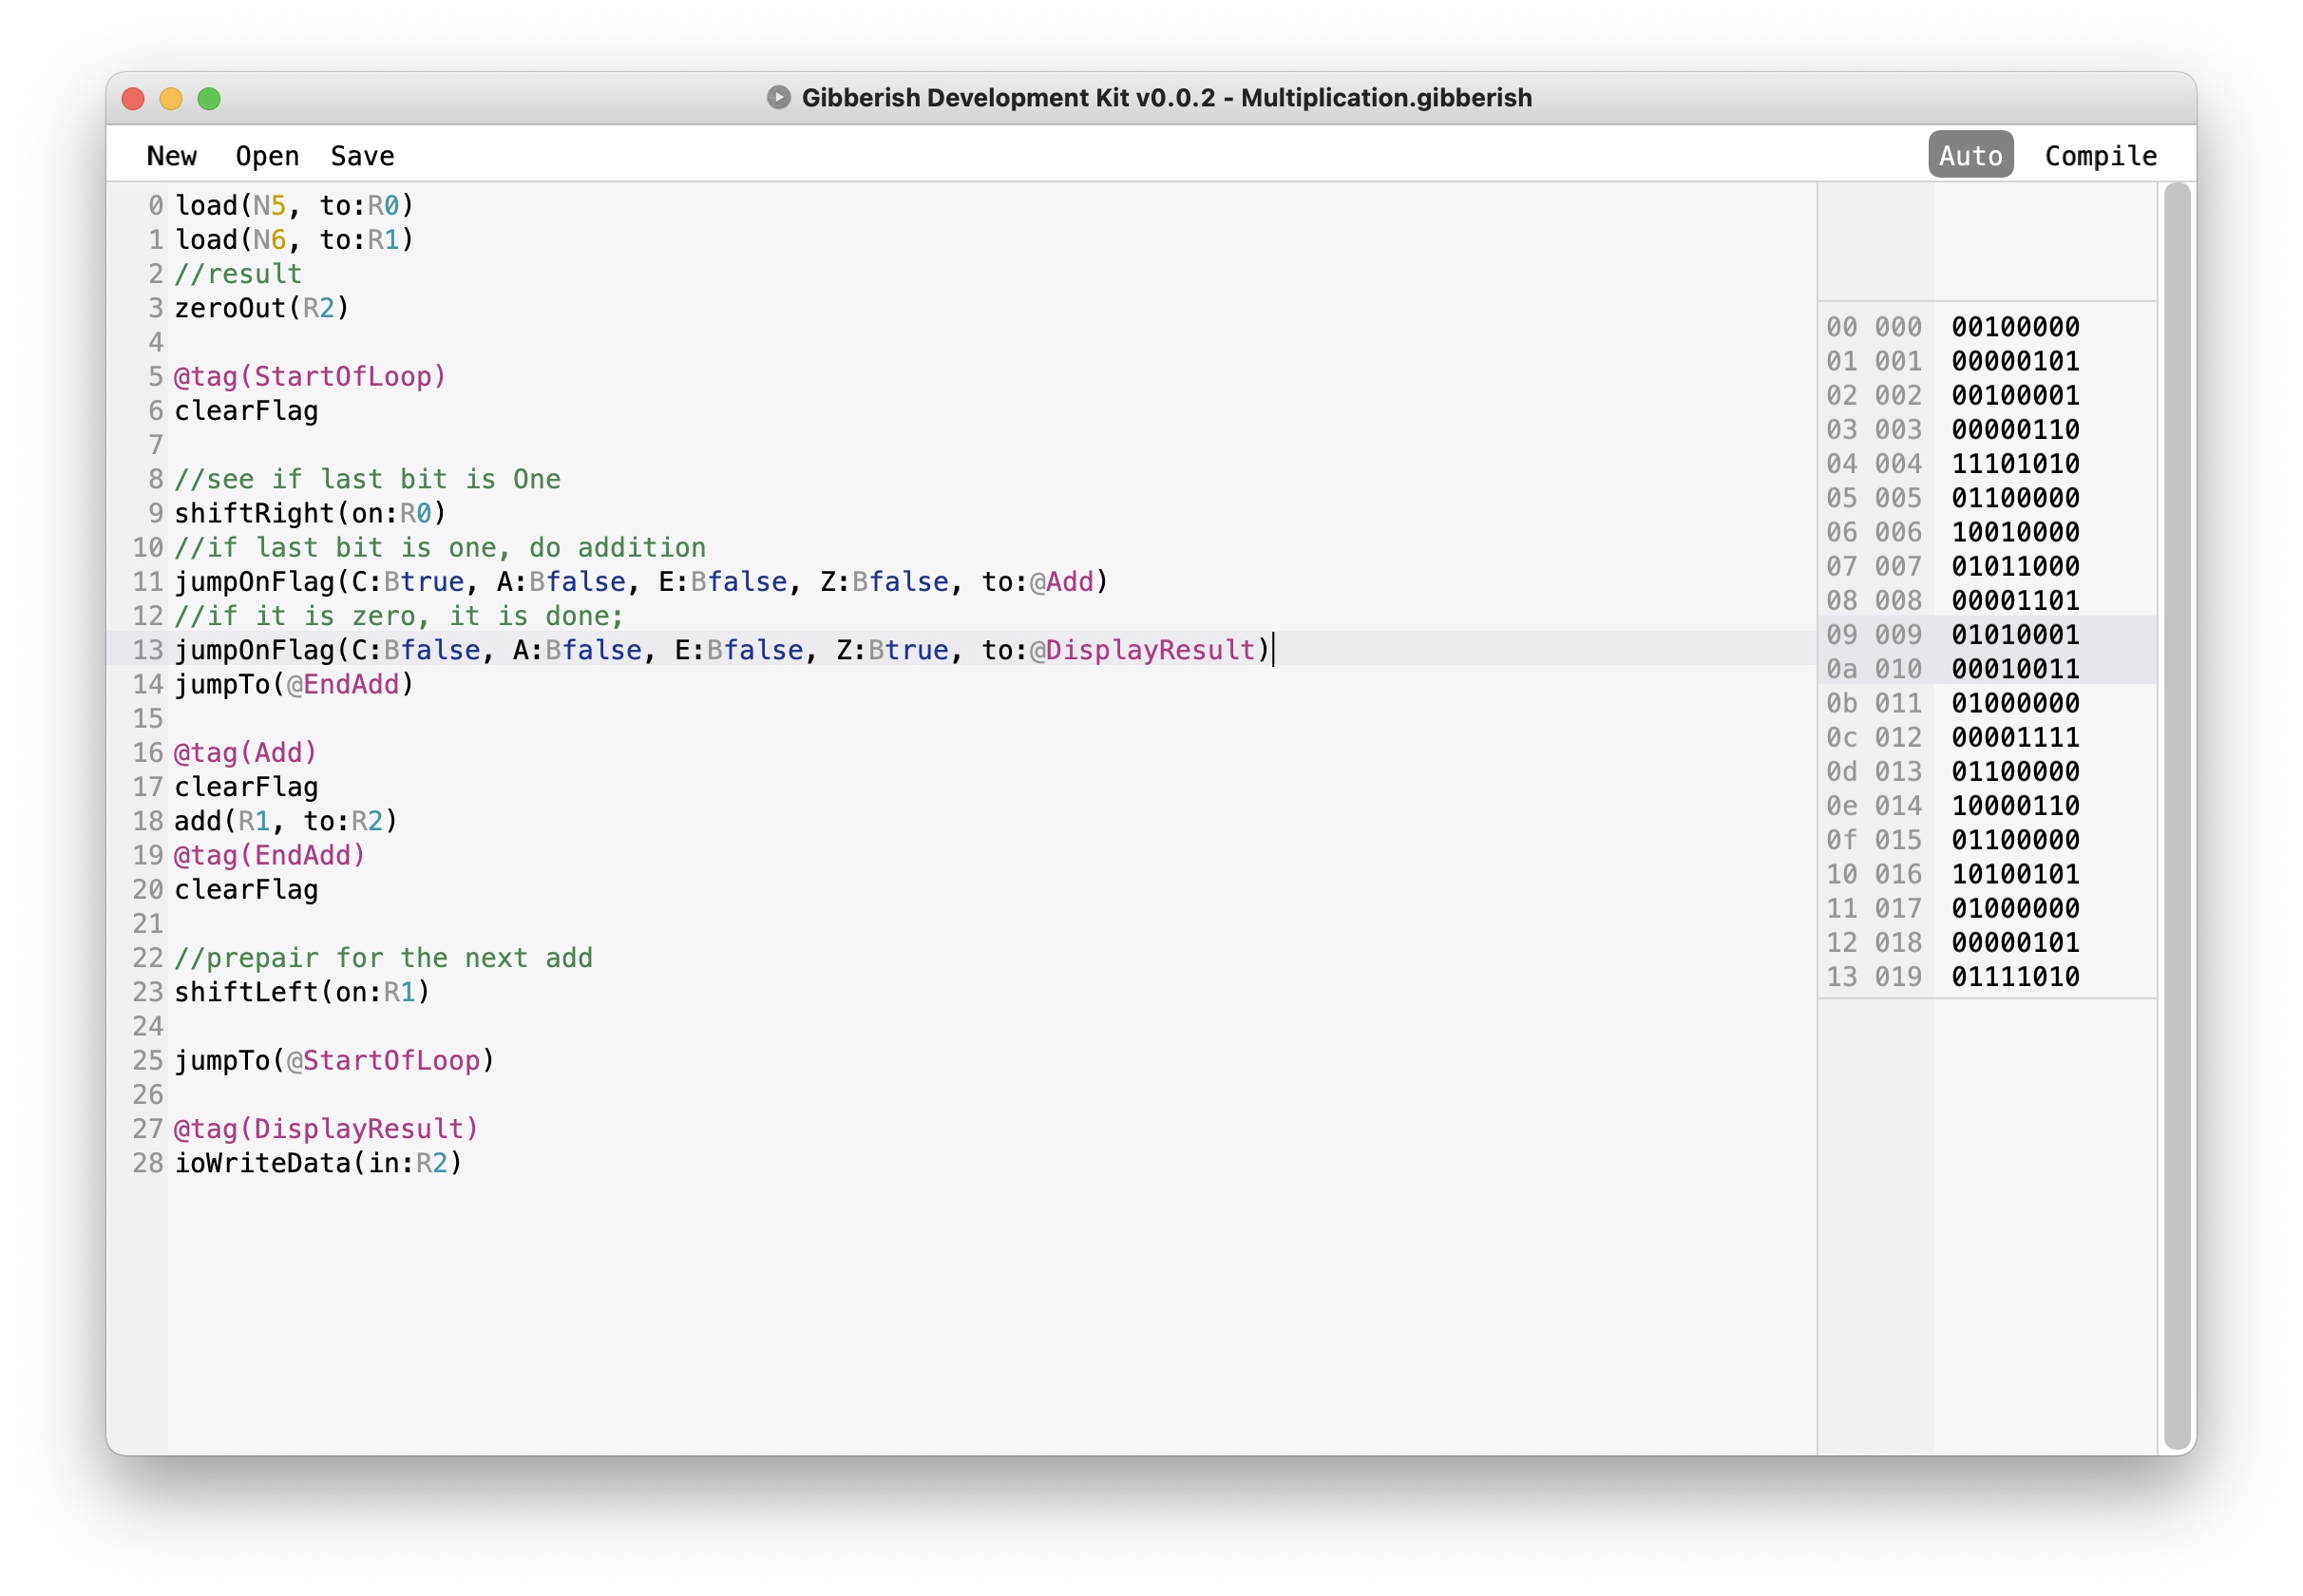 Gibberish Development Kit v0.0.2 - Multiplication.gibberish
New Open Save Auto Compile
0 load(N5, to:R0)
1 load(N6, to:R1)
2 //result
3 zeroOut(R2)
4
5 @tag(StartOfLoop)
6 clearFlag
7
8 //see if last bit is One
9 shiftRight(on:R0)
10 //if last bit is one, do addition
11 jumpOnFlag(C:Btrue, A:Bfalse, E:Bfalse, Z:Bfalse, to:@Add)
12 //if it is zero, it is done;
13 jumpOnFlag(C:Bfalse, A:Bfalse, E:Bfalse, Z:Btrue, to:@DisplayResult)
14 jumpTo(@EndAdd)
15
16 @tag(Add)
17 clearFlag
18 add(R1, to:R2)
19 @tag(EndAdd)
20 clearFlag
21
22 //prepair for the next add
23 shiftLeft(on:R1)
24
25 jumpTo(@StartOfLoop)
26
27 @tag(DisplayResult)
28 ioWriteData(in:R2)
00 000 00100000
01 001 00000101
02 002 00100001
03 003 00000110
04 004 11101010
05 005 01100000
06 006 10010000
07 007 01011000
08 008 00001101
09 009 01010001
0a 010 00010011
0b 011 01000000
0c 012 00001111
0d 013 01100000
0e 014 10000110
0f 015 01100000
10 016 10100101
11 017 01000000
12 018 00000101
13 019 01111010